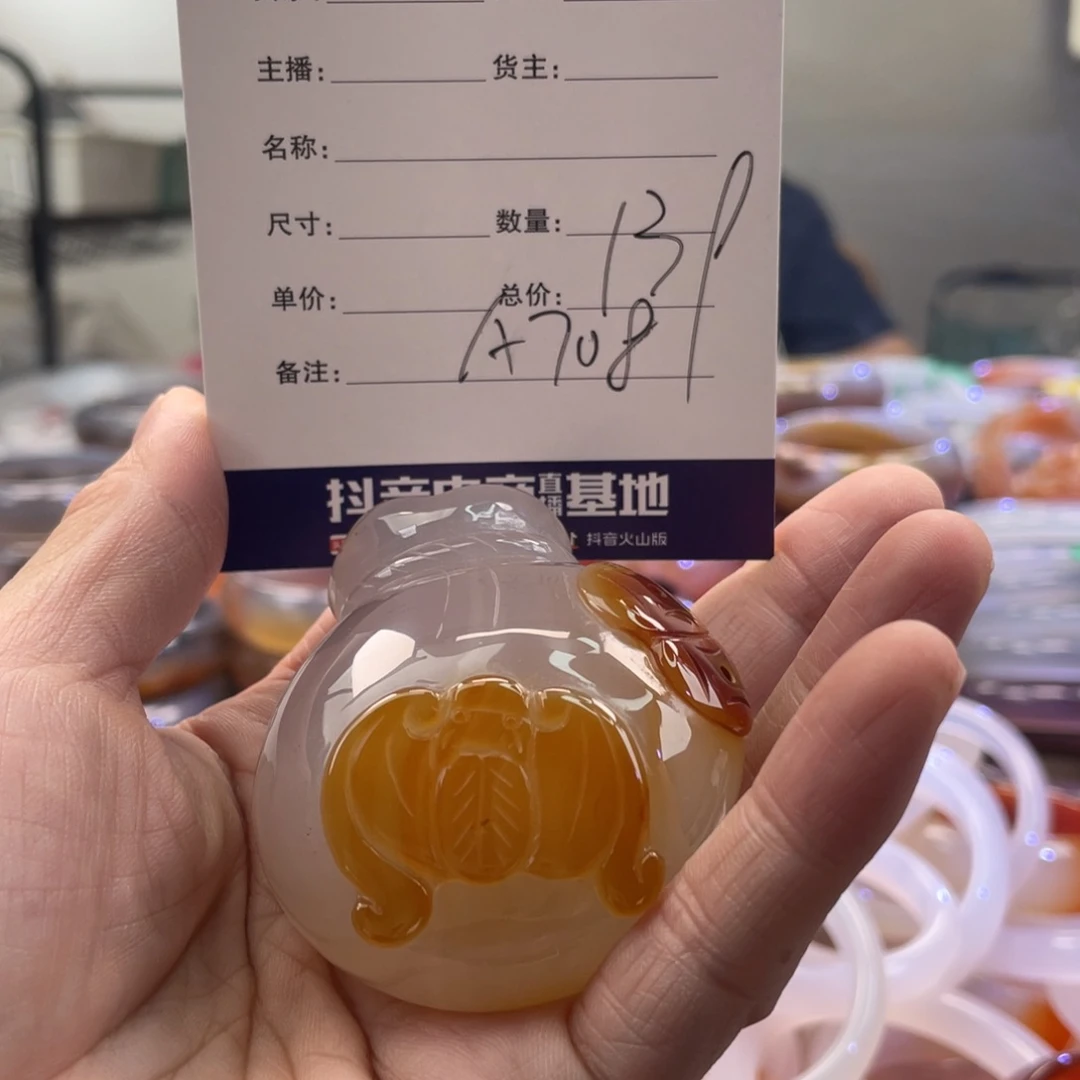 主播： 货主：
名称：
尺寸： 数量：
13
单价： 总价：
A708
备注：
抖音电商直播基地
抖音火山版